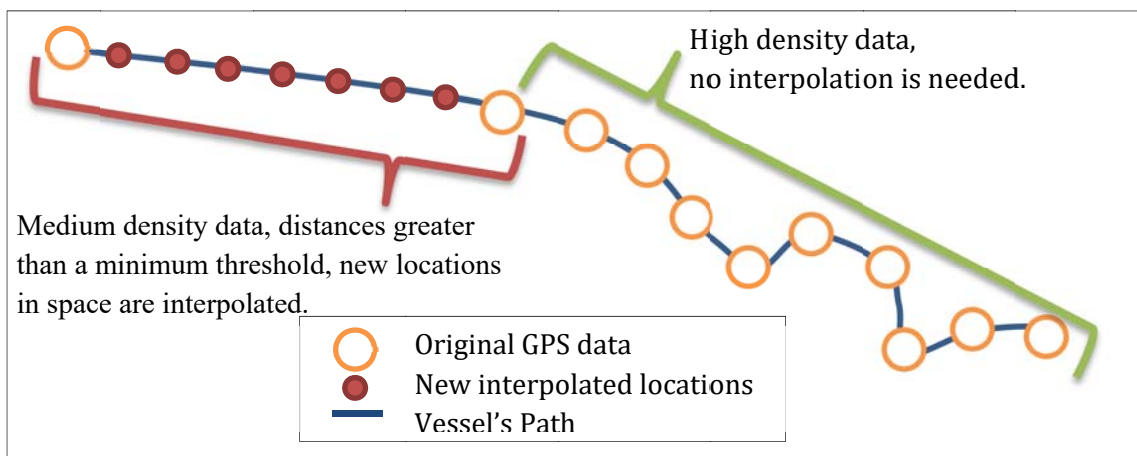 High density data,
no interpolation is needed.
Medium density data, distances greater
than a minimum threshold, new locations
in space are interpolated.
Original GPS data
New interpolated locations
Vessel's Path